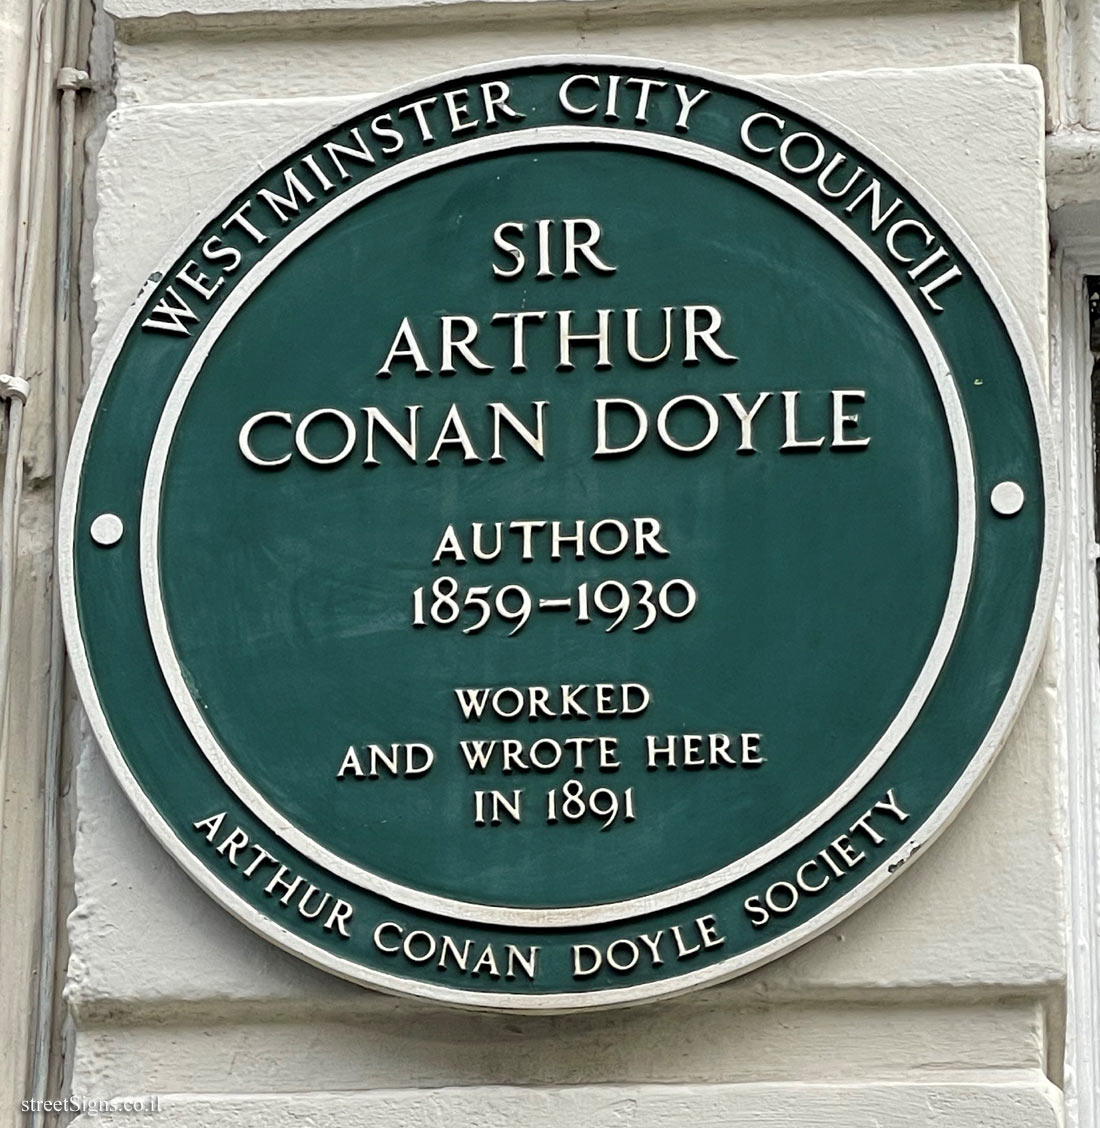 WESTMINSTER CITY COUNCIL
SIR
ARTHUR
CONAN DOYLE
AUTHOR
1859–1930
WORKED
AND WROTE HERE
IN 1891
ARTHUR CONAN DOYLE SOCIETY
streetSigns.co.il